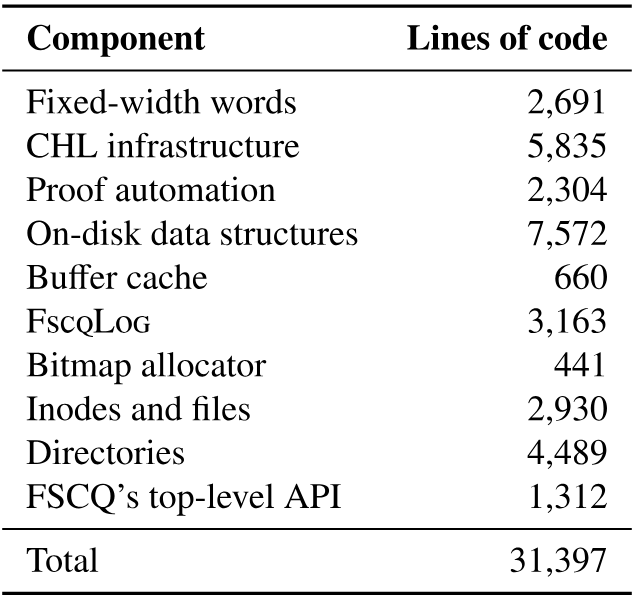 Component Lines of code
Fixed-width words 2,691
CHL infrastructure 5,835
Proof automation 2,304
On-disk data structures 7,572
Buffer cache 660
FscqLog 3,163
Bitmap allocator 441
Inodes and files 2,930
Directories 4,489
FSCQ's top-level API 1,312
Total 31,397